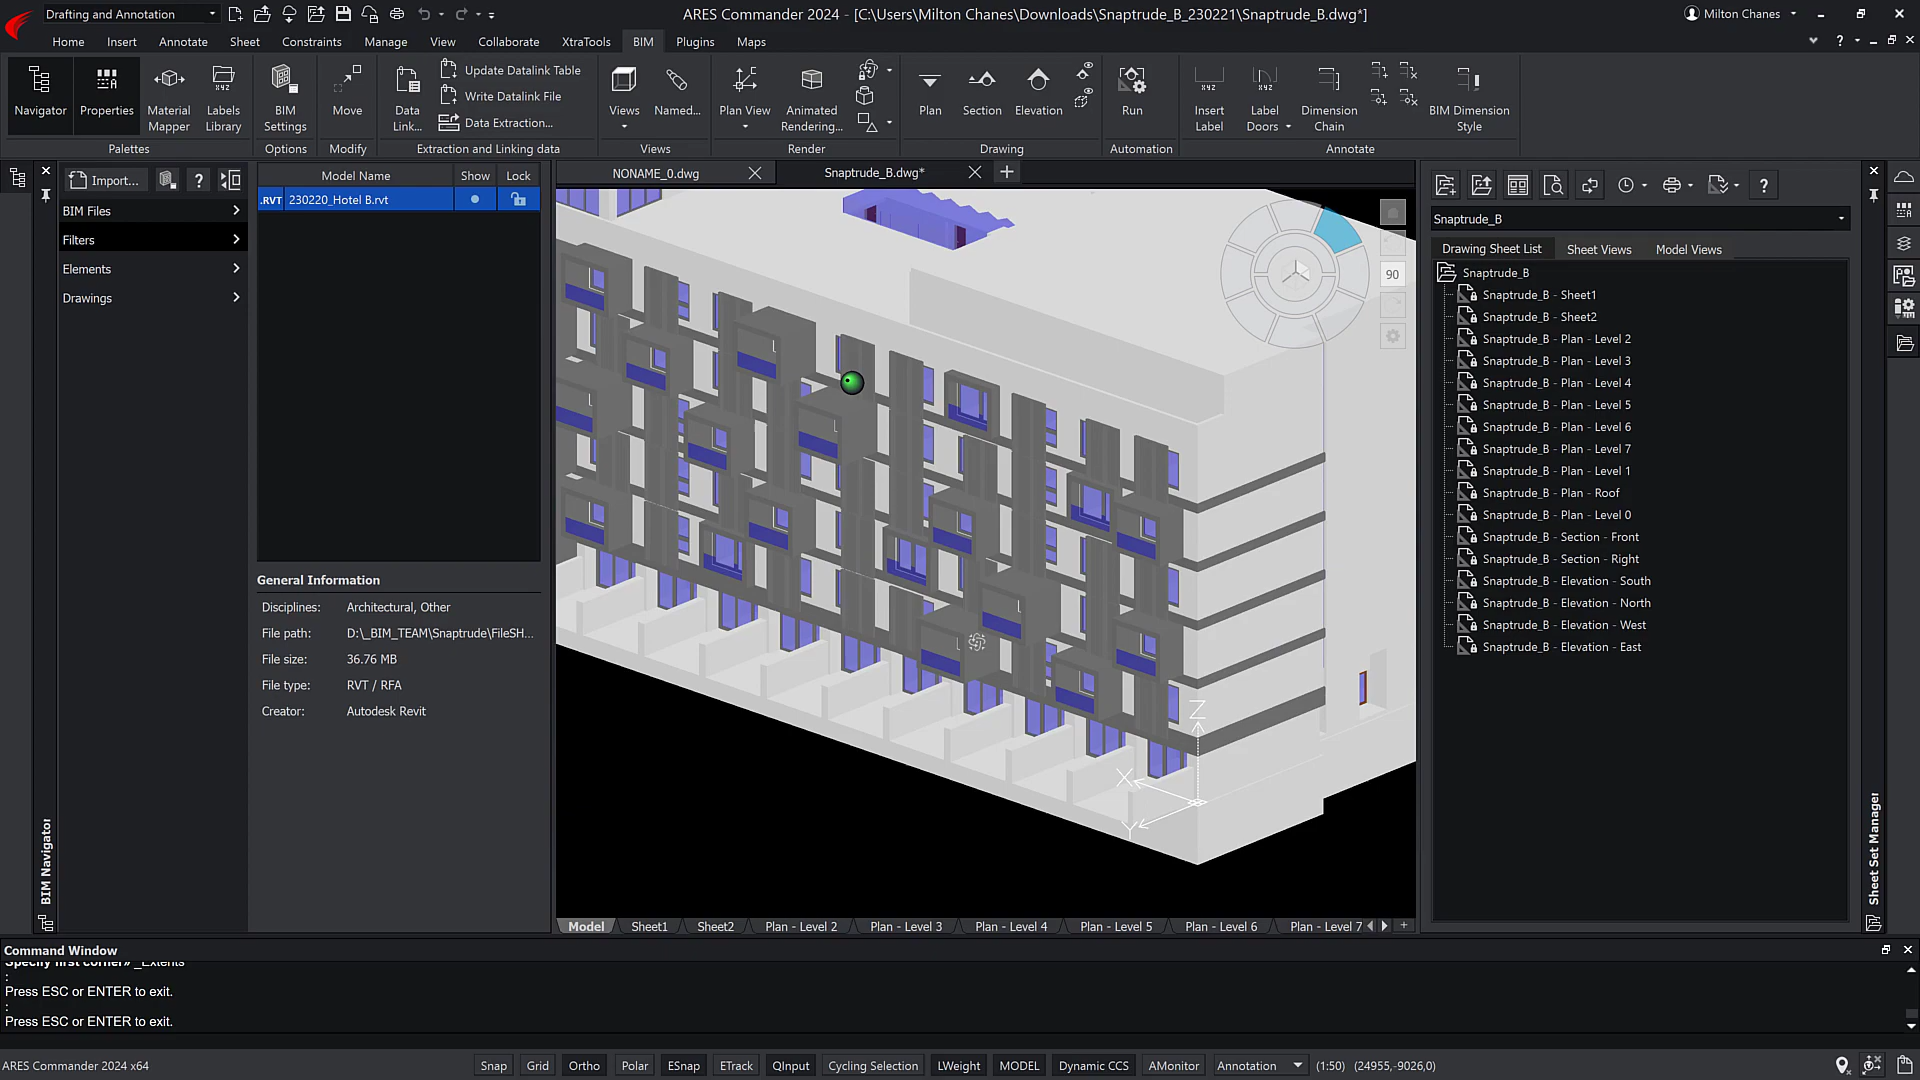 Drafting and Annotation
ARES Commander 2024 - [C:\Users\Milton Chanes\Downloads\Snaptrude_B_230221\Snaptrude_B.dwg*]
Milton Chanes
Home Insert Annotate Sheet Constraints Manage View Collaborate XtraTools BIM Plugins Maps
Navigator
Properties
Material Mapper
Labels Library
BIM Settings
Move
Data Link...
Update Datalink Table
Write Datalink File
Data Extraction...
Views
Named...
Plan View
Animated Rendering...
Plan
Section
Elevation
Run
Insert Label
Label Doors
Dimension Chain
BIM Dimension Style
Palettes Options Modify Extraction and Linking data Views Render Drawing Automation Annotate
Import...
BIM Files
Filters
Elements
Drawings
Model Name Show Lock
.RVT 230220_Hotel B.rvt
General Information
Disciplines: Architectural, Other
File path: D:\_BIM_TEAM\Snaptrude\FileSH...
File size: 36.76 MB
File type: RVT / RFA
Creator: Autodesk Revit
BIM Navigator
NONAME_0.dwg
Snaptrude_B.dwg*
90
Z
X
Y
Model Sheet1 Sheet2 Plan - Level 2 Plan - Level 3 Plan - Level 4 Plan - Level 5 Plan - Level 6 Plan - Level 7
Snaptrude_B
Drawing Sheet List Sheet Views Model Views
Snaptrude_B
Snaptrude_B - Sheet1
Snaptrude_B - Sheet2
Snaptrude_B - Plan - Level 2
Snaptrude_B - Plan - Level 3
Snaptrude_B - Plan - Level 4
Snaptrude_B - Plan - Level 5
Snaptrude_B - Plan - Level 6
Snaptrude_B - Plan - Level 7
Snaptrude_B - Plan - Level 1
Snaptrude_B - Plan - Roof
Snaptrude_B - Plan - Level 0
Snaptrude_B - Section - Front
Snaptrude_B - Section - Right
Snaptrude_B - Elevation - South
Snaptrude_B - Elevation - North
Snaptrude_B - Elevation - West
Snaptrude_B - Elevation - East
Sheet Set Manager
Command Window
Specify first corner» _Extents
:
Press ESC or ENTER to exit.
:
Press ESC or ENTER to exit.
ARES Commander 2024 x64
Snap Grid Ortho Polar ESnap ETrack QInput Cycling Selection LWeight MODEL Dynamic CCS AMonitor Annotation (1:50) (24955,-9026,0)